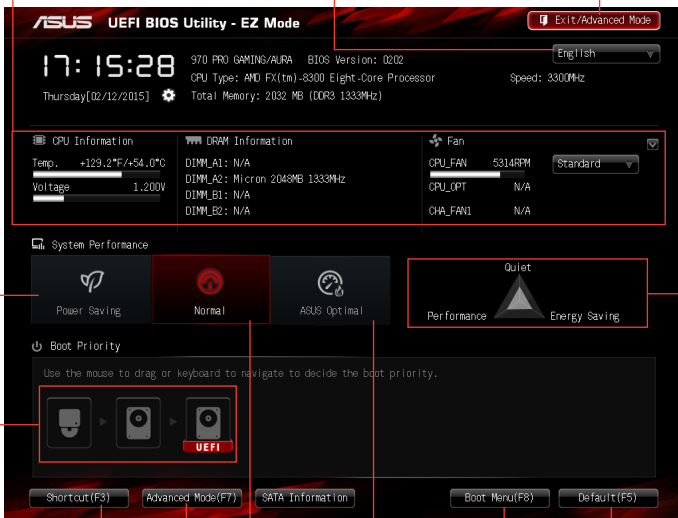 ASUS UEFI BIOS Utility - EZ Mode
Exit/Advanced Mode
English
17:15:28
Thursday[02/12/2015]
970 PRO GAMING/AURA BIOS Version: 0202
CPU Type: AMD FX(tm)-8300 Eight-Core Processor Speed: 3300MHz
Total Memory: 2032 MB (DDR3 1333MHz)
CPU Information
Temp. +129.2°F/+54.0°C
Voltage 1.200V
DRAM Information
DIMM_A1: N/A
DIMM_A2: Micron 2048MB 1333MHz
DIMM_B1: N/A
DIMM_B2: N/A
Fan
CPU_FAN 5314RPM
Standard
CPU_OPT N/A
CHA_FAN1 N/A
System Performance
Power Saving
Normal
ASUS Optimal
Quiet
Performance
Energy Saving
Boot Priority
Use the mouse to drag or keyboard to navigate to decide the boot priority.
UEFI
Shortcut(F3)
Advanced Mode(F7)
SATA Information
Boot Menu(F8)
Default(F5)